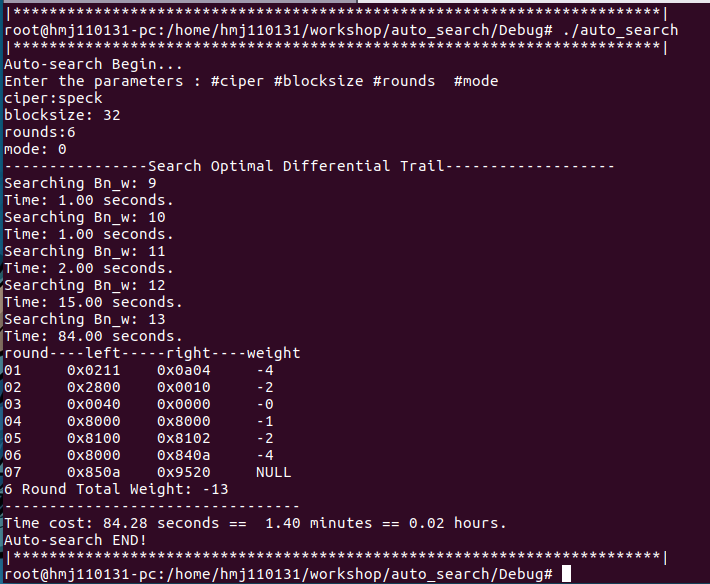 |************************************************************************|
root@hmj110131-pc:/home/hmj110131/workshop/auto_search/Debug# ./auto_search
|************************************************************************|
Auto-search Begin...
Enter the parameters : #ciper #blocksize #rounds  #mode
ciper:speck
blocksize: 32
rounds:6
mode: 0
----------------Search Optimal Differential Trail-------------------
Searching Bn_w: 9
Time: 1.00 seconds.
Searching Bn_w: 10
Time: 1.00 seconds.
Searching Bn_w: 11
Time: 2.00 seconds.
Searching Bn_w: 12
Time: 15.00 seconds.
Searching Bn_w: 13
Time: 84.00 seconds.
round----left-----right----weight
01     0x0211     0x0a04     -4
02     0x2800     0x0010     -2
03     0x0040     0x0000     -0
04     0x8000     0x8000     -1
05     0x8100     0x8102     -2
06     0x8000     0x840a     -4
07     0x850a     0x9520     NULL
6 Round Total Weight: -13
---------------------------------
Time cost: 84.28 seconds ==  1.40 minutes == 0.02 hours.
Auto-search END!
|************************************************************************|
root@hmj110131-pc:/home/hmj110131/workshop/auto_search/Debug#